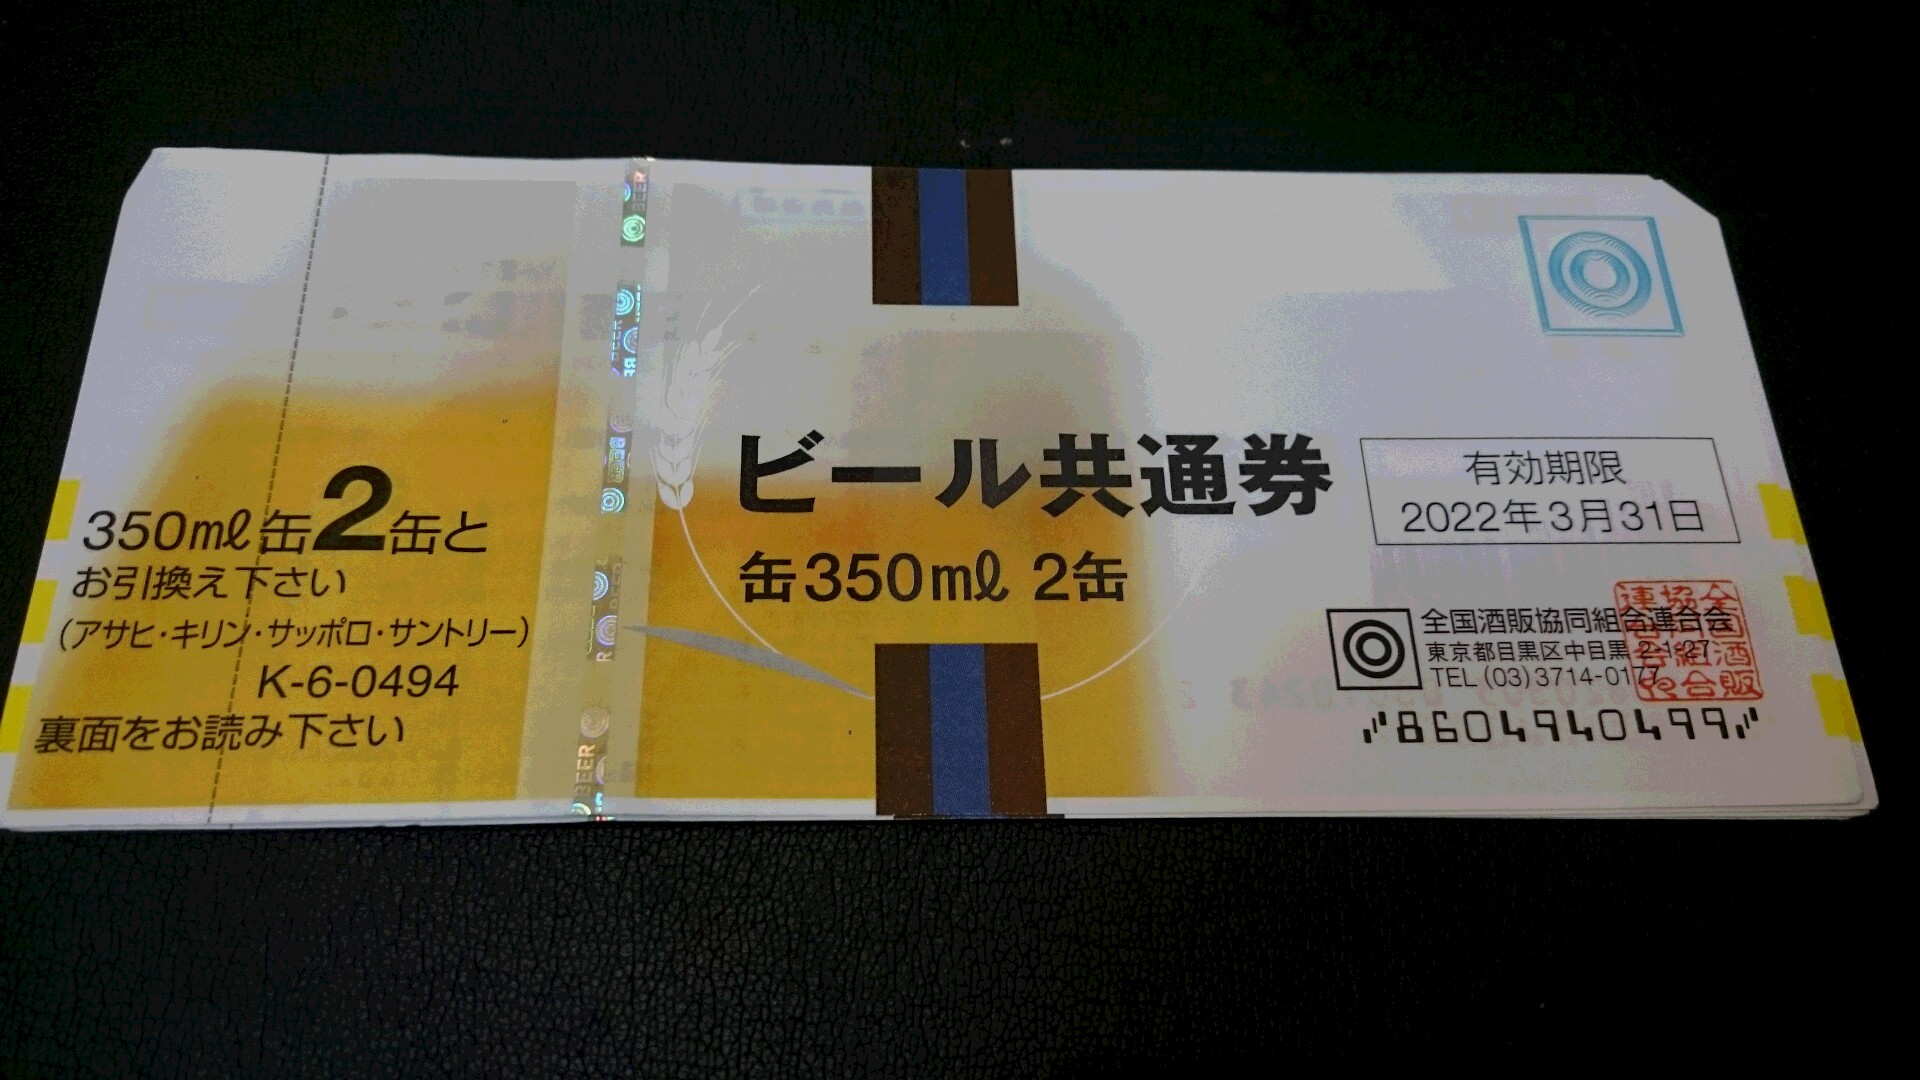 350mℓ缶2缶と
お引換え下さい
(アサヒ・キリン・サッポロ・サントリー)
K-6-0494
裏面をお読み下さい
ビール共通券
缶350mℓ 2缶
有効期限
2022年3月31日
全国酒販協同組合連合会
東京都目黒区中目黒2-1-27
TEL (03)3714-0177
8604940499
BEER
BEER